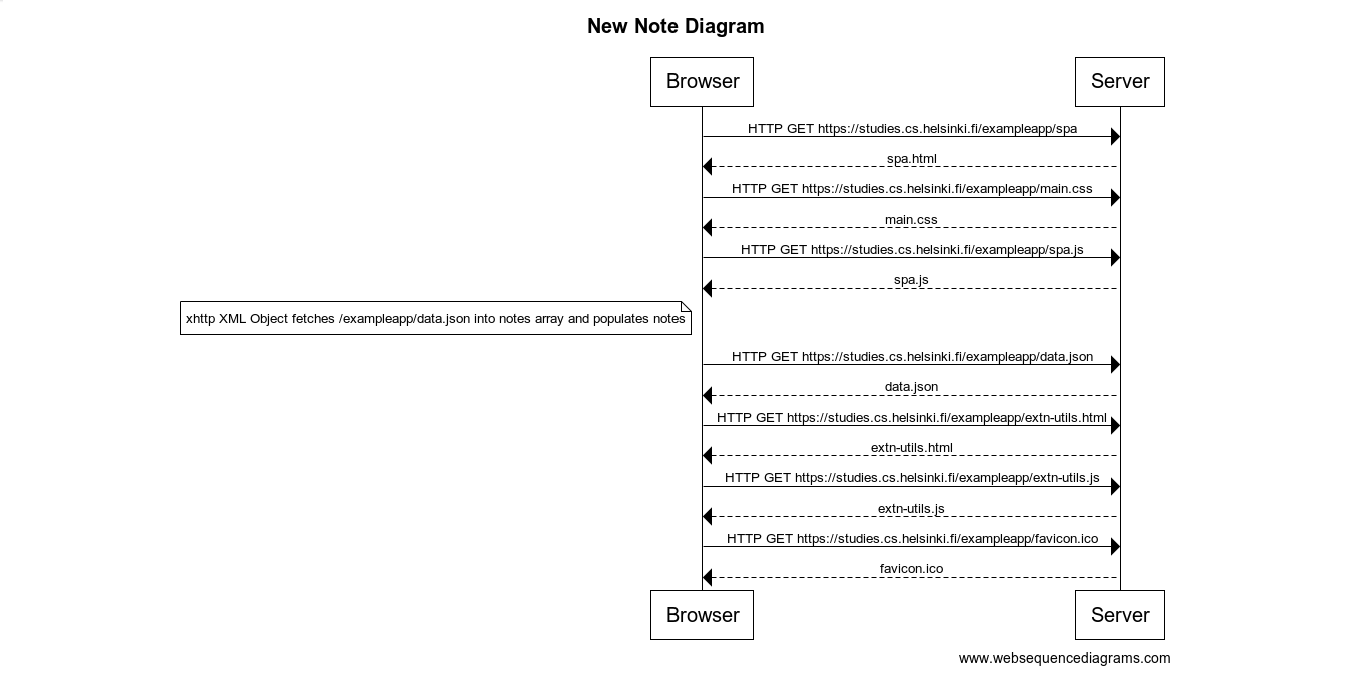 New Note Diagram
Browser
Server
HTTP GET https://studies.cs.helsinki.fi/exampleapp/spa
spa.html
HTTP GET https://studies.cs.helsinki.fi/exampleapp/main.css
main.css
HTTP GET https://studies.cs.helsinki.fi/exampleapp/spa.js
spa.js
xhttp XML Object fetches /exampleapp/data.json into notes array and populates notes
HTTP GET https://studies.cs.helsinki.fi/exampleapp/data.json
data.json
HTTP GET https://studies.cs.helsinki.fi/exampleapp/extn-utils.html
extn-utils.html
HTTP GET https://studies.cs.helsinki.fi/exampleapp/extn-utils.js
extn-utils.js
HTTP GET https://studies.cs.helsinki.fi/exampleapp/favicon.ico
favicon.ico
Browser
Server
www.websequencediagrams.com